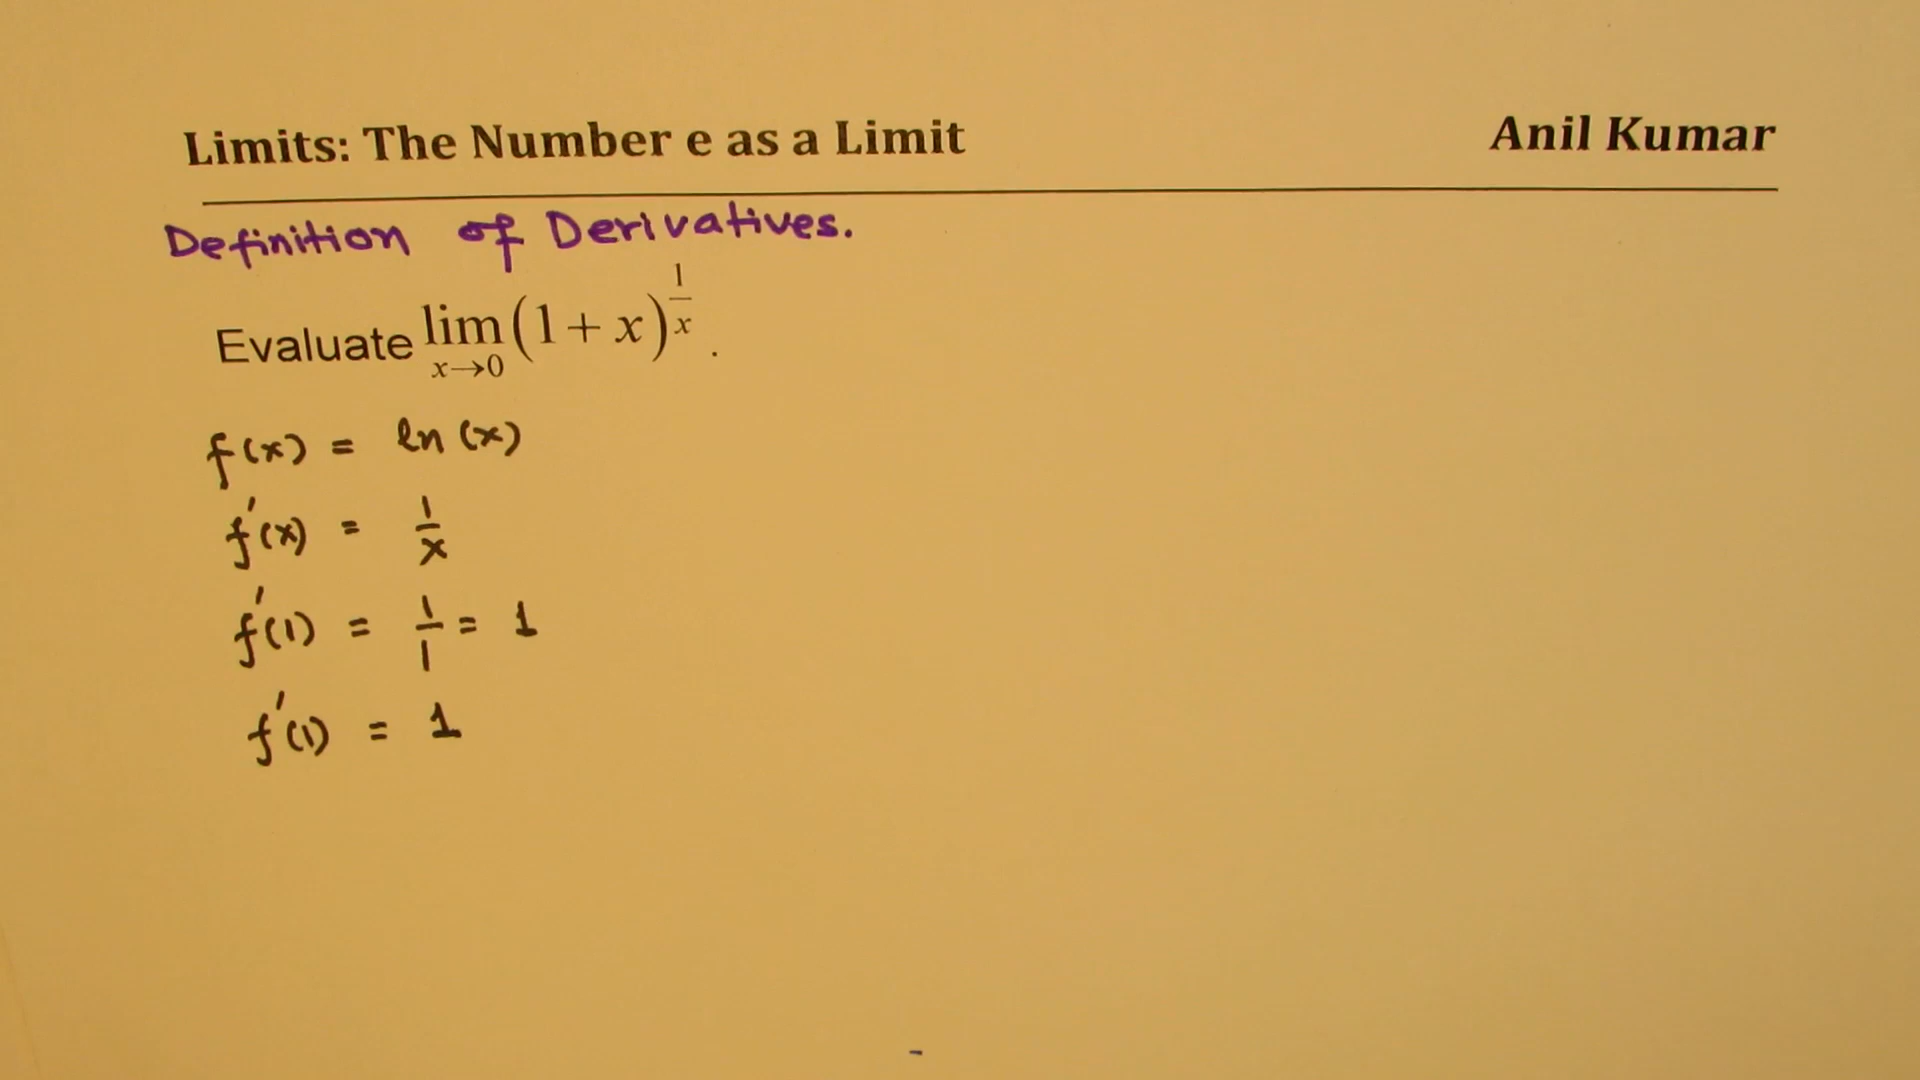 Limits: The Number e as a Limit Anil Kumar
Definition of Derivatives.
Evaluate lim x→0 (1 + x)^(1/x) .
f(x) = ln (x)
f'(x) = 1/x
f'(1) = 1/1 = 1
f'(1) = 1